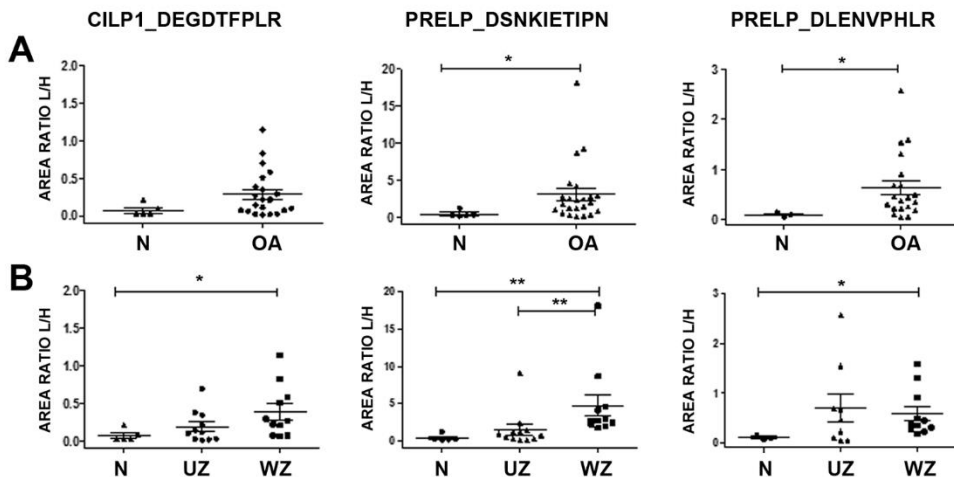 CILP1_DEGDTFPLR PRELP_DSNKIETIPN PRELP_DLENVPHLR
A
AREA RATIO L/H
2.0
1.5
1.0
0.5
0.0
N OA
AREA RATIO L/H
20
15
10
5
0
*
N OA
AREA RATIO L/H
3
2
1
0
*
N OA
B
AREA RATIO L/H
2.0
1.5
1.0
0.5
0.0
*
N UZ WZ
AREA RATIO L/H
20
15
10
5
0
**
**
N UZ WZ
AREA RATIO L/H
3
2
1
0
*
N UZ WZ